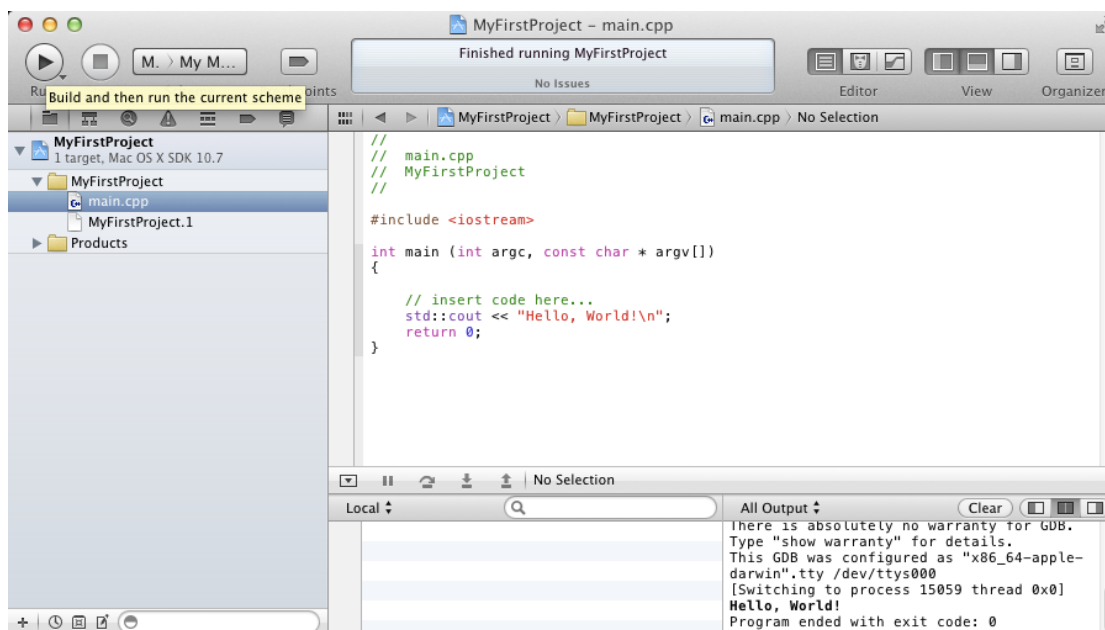 MyFirstProject – main.cpp
M. 〉 My M...
Finished running MyFirstProject
No Issues
Editor View Organizer
Build and then run the current scheme
MyFirstProject 〉 MyFirstProject 〉 main.cpp 〉 No Selection
MyFirstProject
1 target, Mac OS X SDK 10.7
MyFirstProject
main.cpp
MyFirstProject.1
Products
//
//  main.cpp
//  MyFirstProject
//
#include <iostream>
int main (int argc, const char * argv[])
{
    // insert code here...
    std::cout << "Hello, World!\n";
    return 0;
}
No Selection
Local
All Output
Clear
There is absolutely no warranty for GDB.
Type "show warranty" for details.
This GDB was configured as "x86_64-apple-
darwin".tty /dev/ttys000
[Switching to process 15059 thread 0x0]
Hello, World!
Program ended with exit code: 0